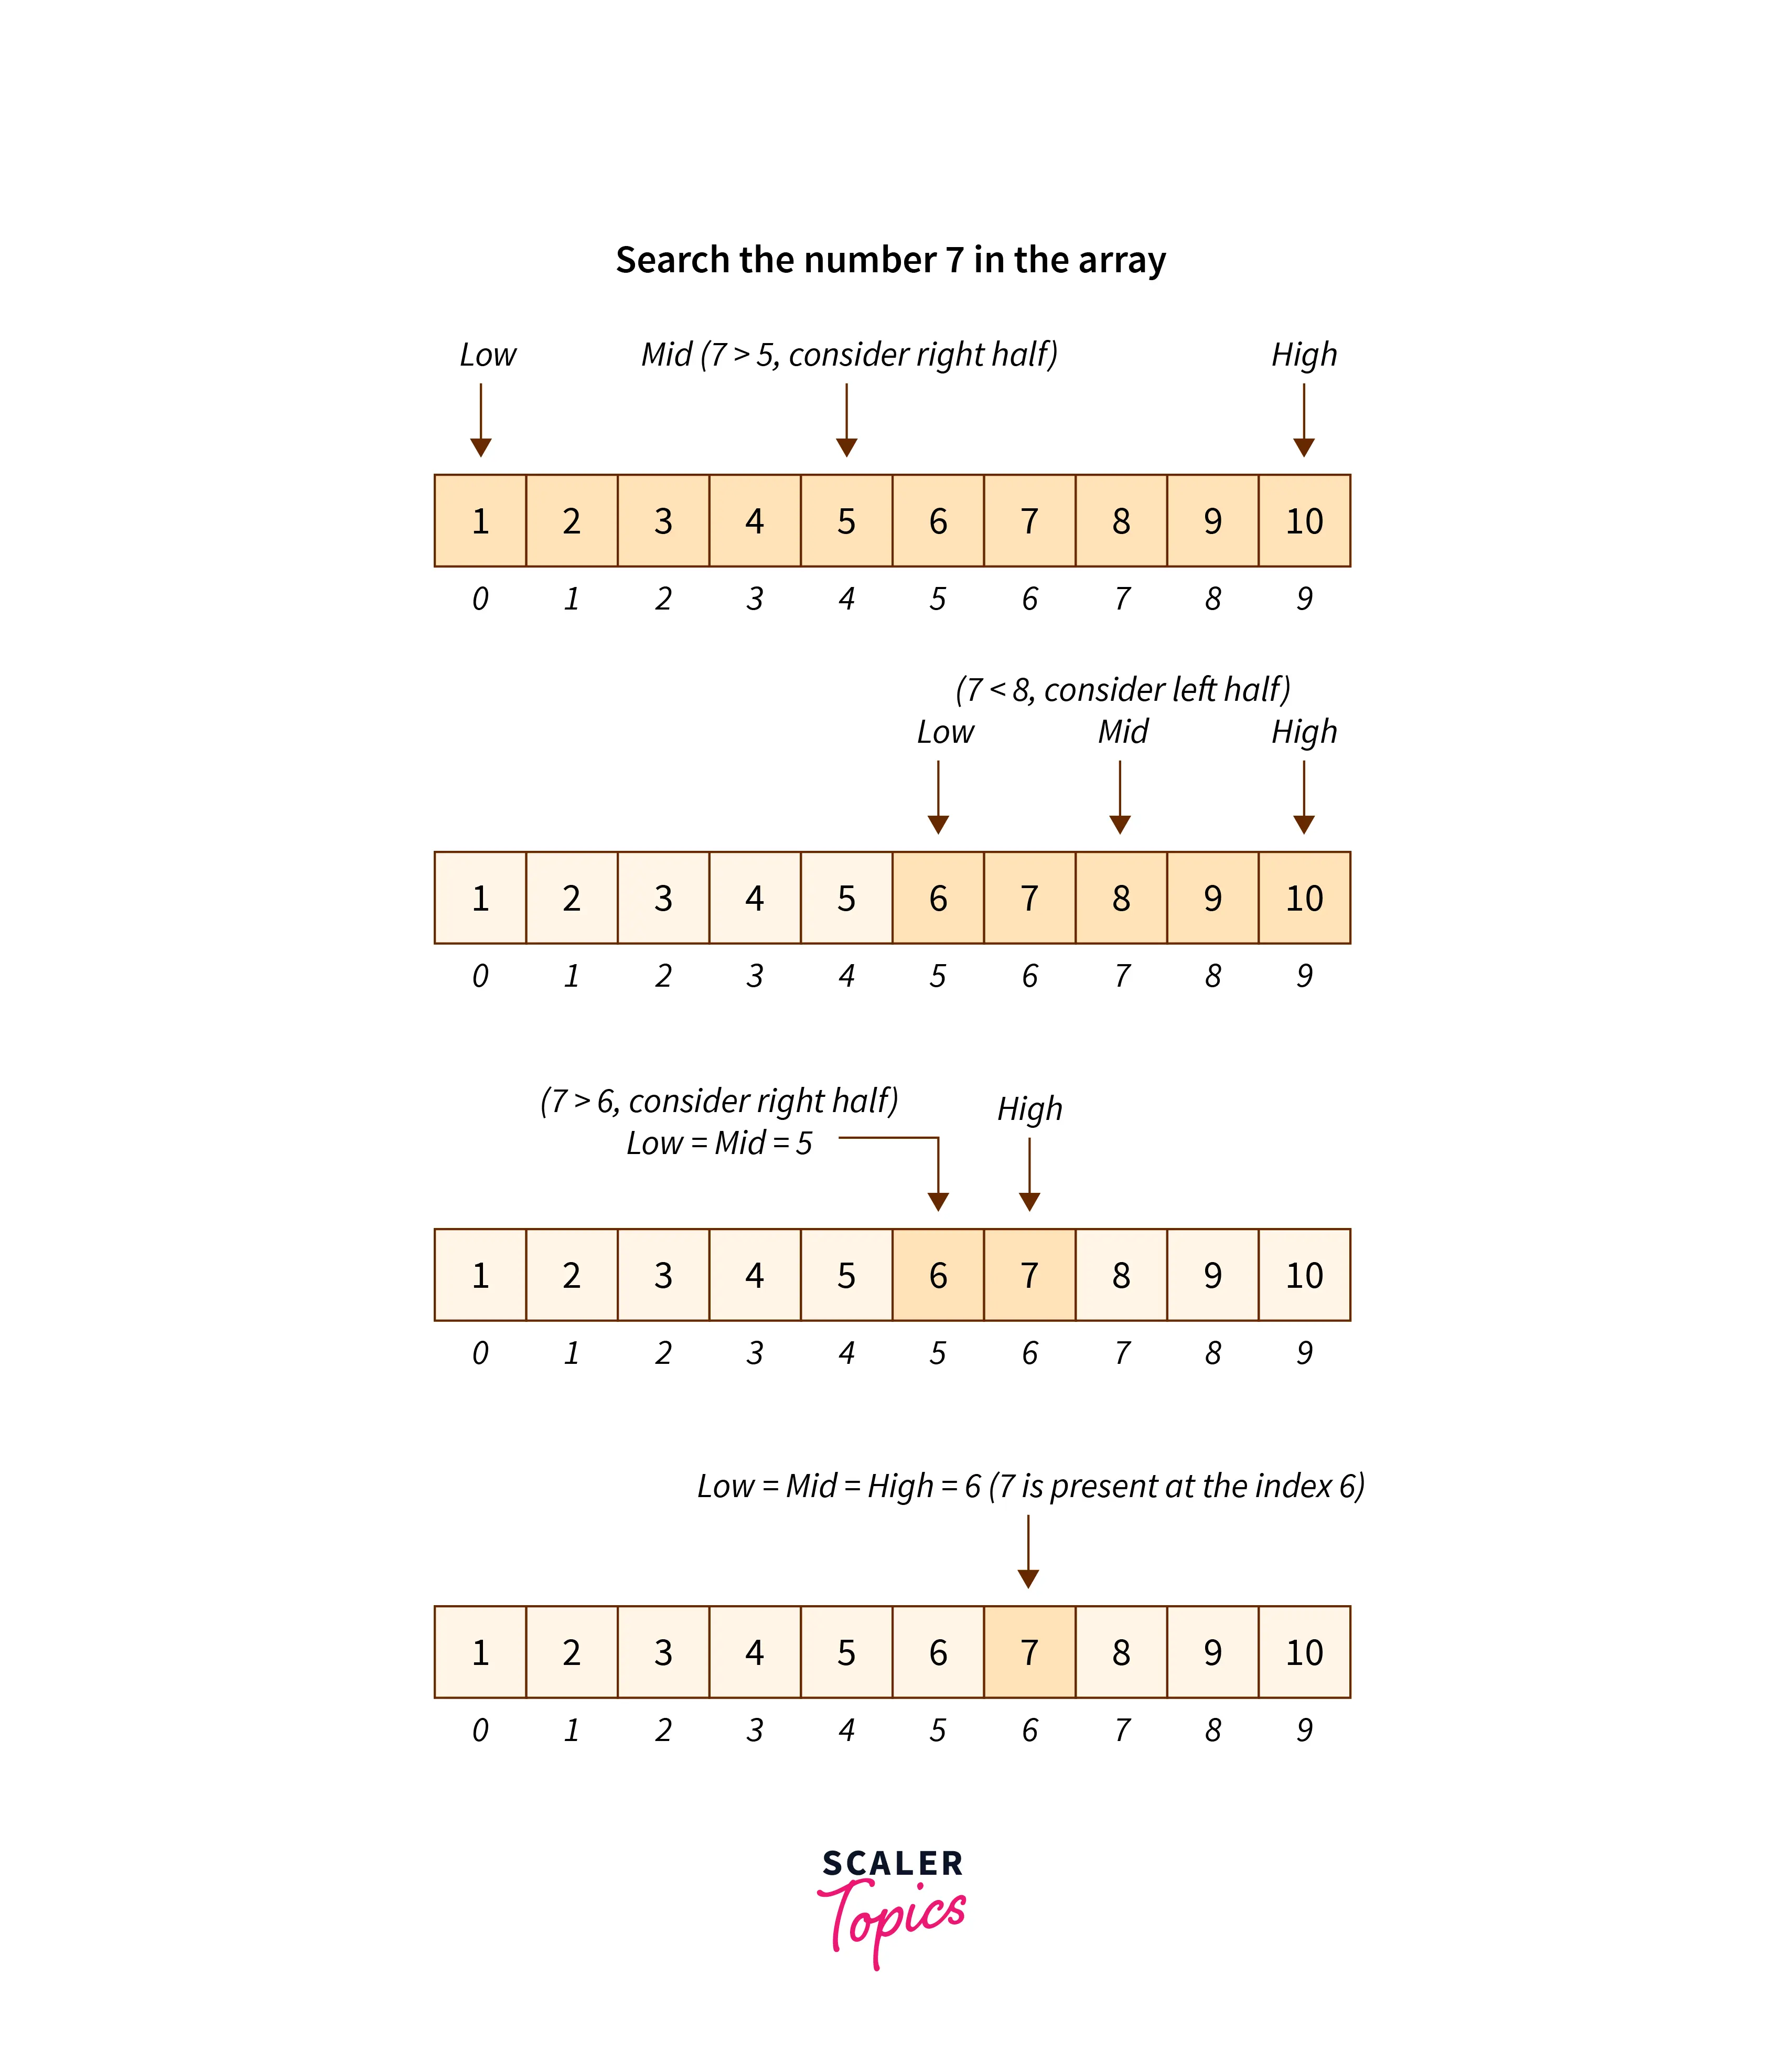 Search the number 7 in the array
Low Mid (7 > 5, consider right half) High
1 2 3 4 5 6 7 8 9 10
0 1 2 3 4 5 6 7 8 9
(7 < 8, consider left half)
Low Mid High
1 2 3 4 5 6 7 8 9 10
0 1 2 3 4 5 6 7 8 9
(7 > 6, consider right half) High
Low = Mid = 5
1 2 3 4 5 6 7 8 9 10
0 1 2 3 4 5 6 7 8 9
Low = Mid = High = 6 (7 is present at the index 6)
1 2 3 4 5 6 7 8 9 10
0 1 2 3 4 5 6 7 8 9
SCALER
Topics